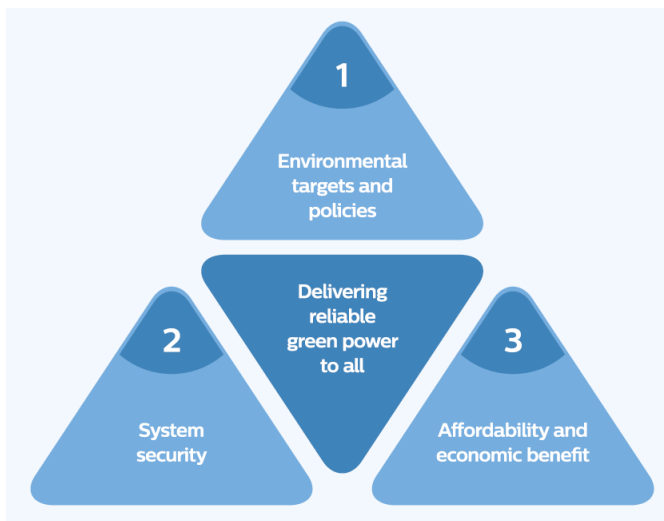 1
Environmental
targets and
policies
Delivering
reliable
green power
to all
2
System
security
3
Affordability and
economic benefit